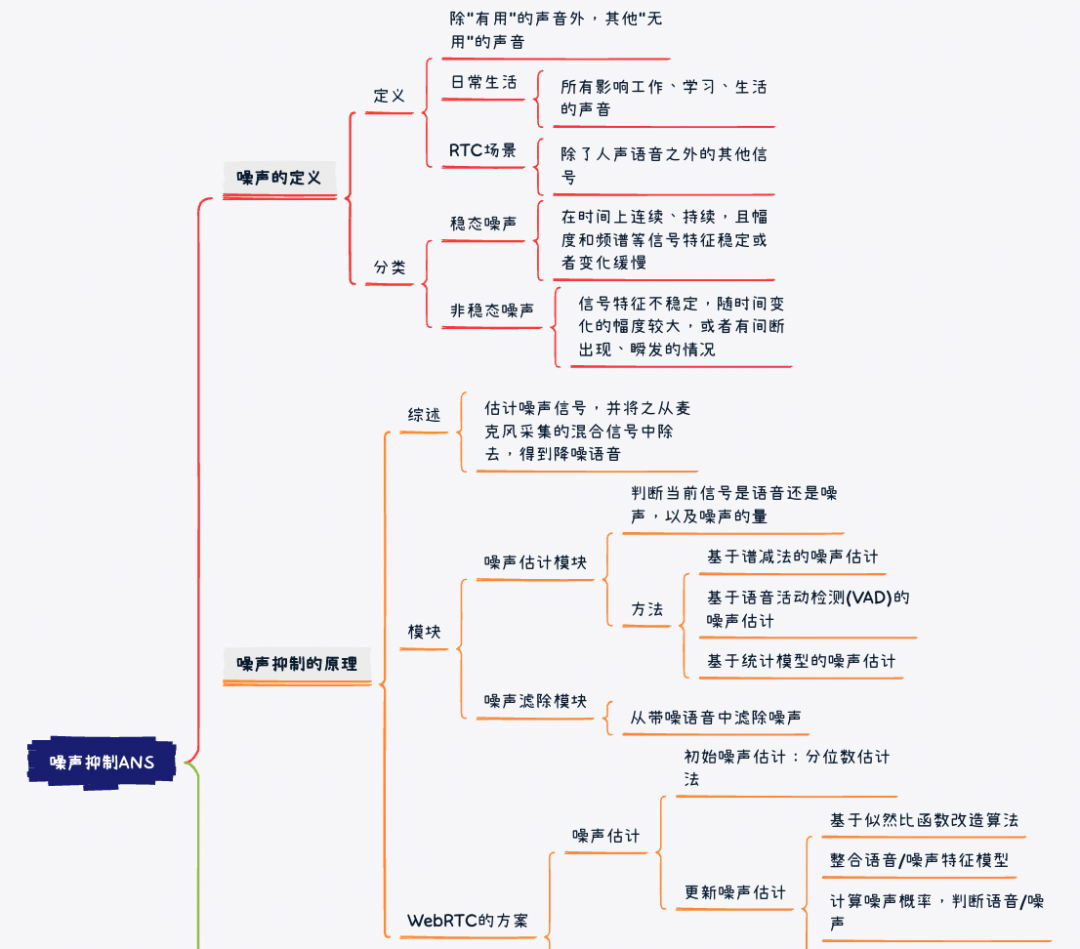 除"有用"的声音外，其他"无
用"的声音
日常生活
所有影响工作、学习、生活
的声音
定义
RTC场景
除了人声语音之外的其他信
号
噪声的定义
稳态噪声
在时间上连续、持续，且幅
度和频谱等信号特征稳定或
者变化缓慢
分类
非稳态噪声
信号特征不稳定，随时间变
化的幅度较大，或者有间断
出现、瞬发的情况
综述
估计噪声信号，并将之从麦
克风采集的混合信号中除
去，得到降噪语音
判断当前信号是语音还是噪
声，以及噪声的量
噪声估计模块
基于谱减法的噪声估计
方法
基于语音活动检测(VAD)的
噪声估计
模块
基于统计模型的噪声估计
噪声抑制的原理
噪声滤除模块
从带噪语音中滤除噪声
噪声抑制ANS
初始噪声估计：分位数估计
法
噪声估计
基于似然比函数改造算法
整合语音/噪声特征模型
更新噪声估计
计算噪声概率，判断语音/噪
声
WebRTC的方案